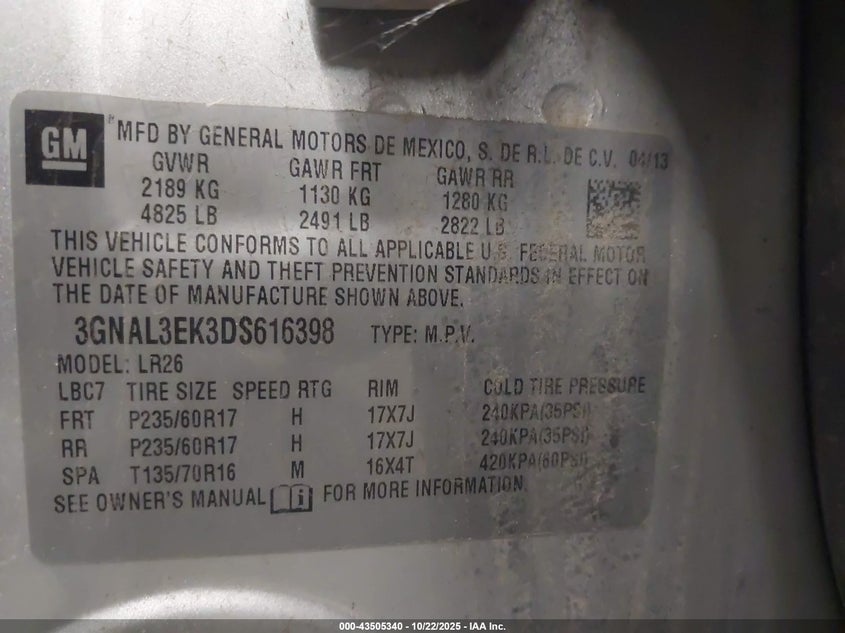 GM
MFD BY GENERAL MOTORS DE MEXICO, S. DE R.L. DE C.V. 04/13
GVWR GAWR FRT GAWR RR
2189 KG 1130 KG 1280 KG
4825 LB 2491 LB 2822 LB
THIS VEHICLE CONFORMS TO ALL APPLICABLE U.S. FEDERAL MOTOR
VEHICLE SAFETY AND THEFT PREVENTION STANDARDS IN EFFECT ON
THE DATE OF MANUFACTURE SHOWN ABOVE.
3GNAL3EK3DS616398 TYPE: M.P.V.
MODEL: LR26
LBC7 TIRE SIZE SPEED RTG RIM COLD TIRE PRESSURE
FRT P235/60R17 H 17X7J 240KPA(35PSI)
RR P235/60R17 H 17X7J 240KPA(35PSI)
SPA T135/70R16 M 16X4T 420KPA(60PSI)
SEE OWNER'S MANUAL FOR MORE INFORMATION.
000-43505340 - 10/22/2025 - IAA Inc.